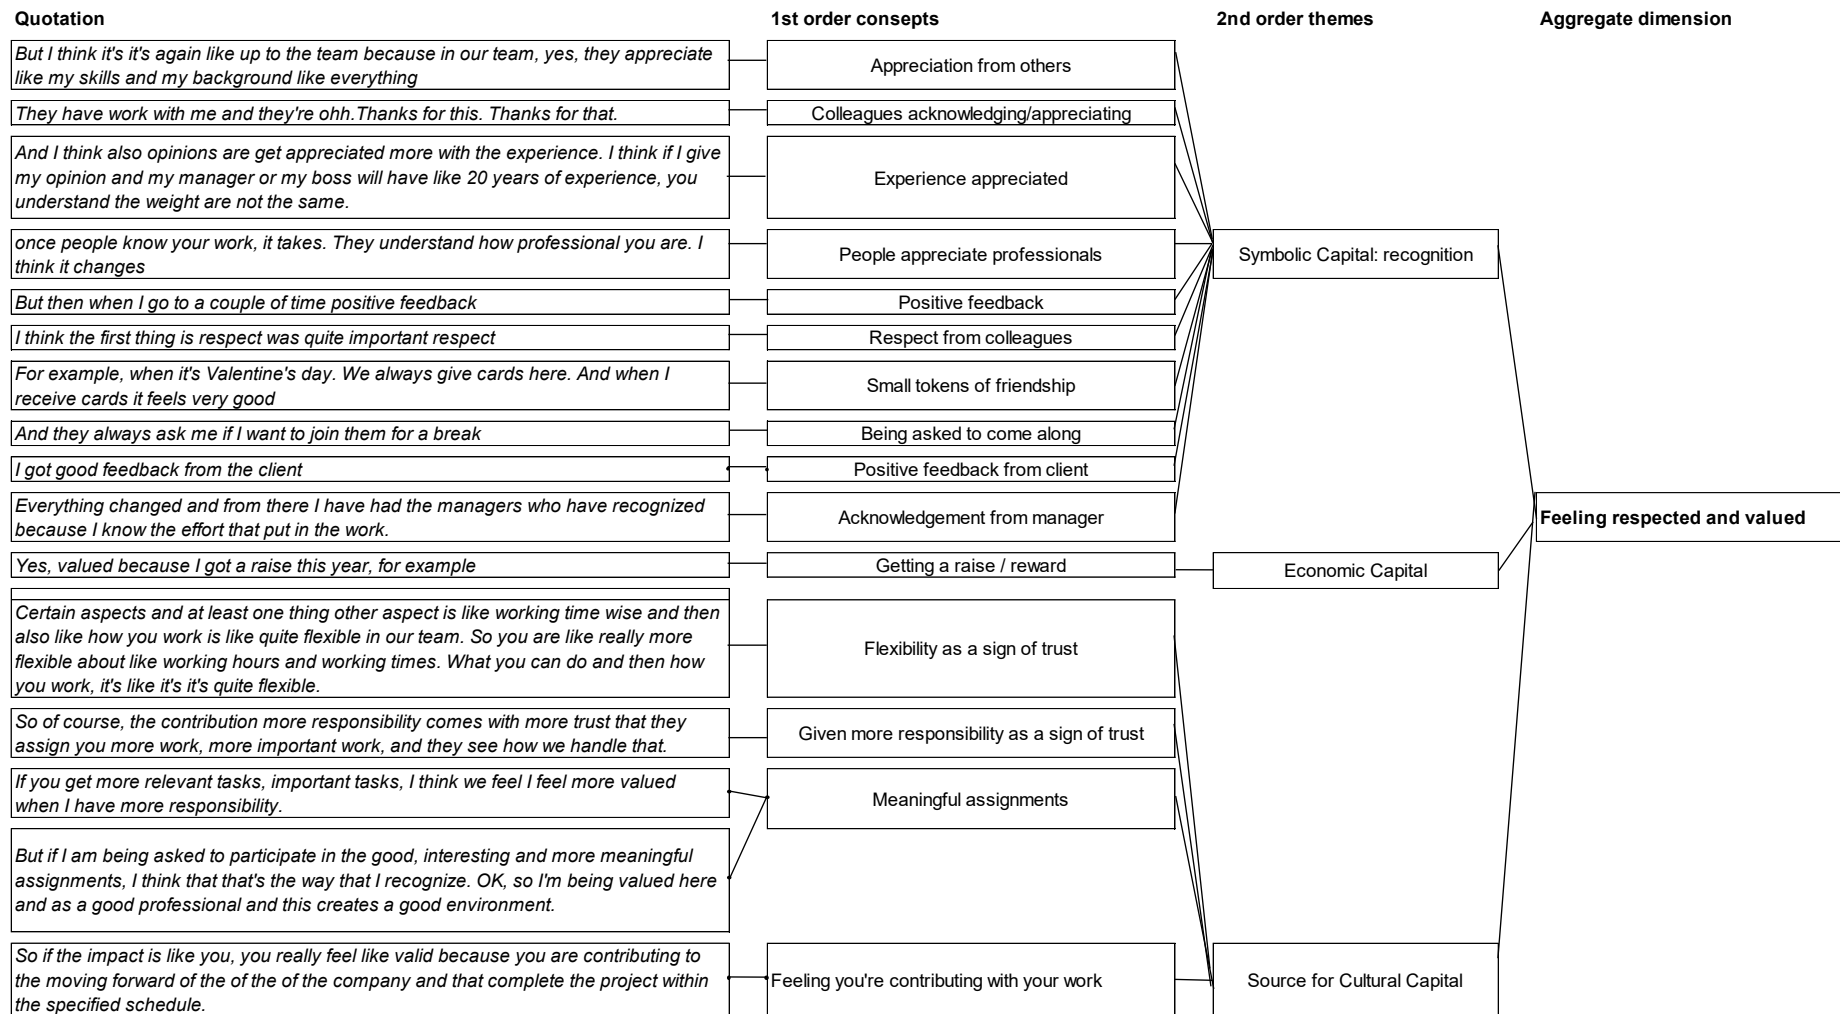 Quotation 1st order consepts 2nd order themes Aggregate dimension
But I think it's it's again like up to the team because in our team, yes, they appreciate
like my skills and my background like everything
Appreciation from others
They have work with me and they're ohh.Thanks for this. Thanks for that.
Colleagues acknowledging/appreciating
And I think also opinions are get appreciated more with the experience. I think if I give
my opinion and my manager or my boss will have like 20 years of experience, you
understand the weight are not the same.
Experience appreciated
once people know your work, it takes. They understand how professional you are. I
think it changes
People appreciate professionals
Symbolic Capital: recognition
But then when I go to a couple of time positive feedback
Positive feedback
I think the first thing is respect was quite important respect
Respect from colleagues
For example, when it's Valentine's day. We always give cards here. And when I
receive cards it feels very good
Small tokens of friendship
And they always ask me if I want to join them for a break
Being asked to come along
I got good feedback from the client
Positive feedback from client
Everything changed and from there I have had the managers who have recognized
because I know the effort that put in the work.
Acknowledgement from manager
Feeling respected and valued
Yes, valued because I got a raise this year, for example
Getting a raise / reward
Economic Capital
Certain aspects and at least one thing other aspect is like working time wise and then
also like how you work is like quite flexible in our team. So you are like really more
flexible about like working hours and working times. What you can do and then how
you work, it's like it's it's quite flexible.
Flexibility as a sign of trust
So of course, the contribution more responsibility comes with more trust that they
assign you more work, more important work, and they see how we handle that.
Given more responsibility as a sign of trust
If you get more relevant tasks, important tasks, I think we feel I feel more valued
when I have more responsibility.
Meaningful assignments
But if I am being asked to participate in the good, interesting and more meaningful
assignments, I think that that's the way that I recognize. OK, so I'm being valued here
and as a good professional and this creates a good environment.
So if the impact is like you, you really feel like valid because you are contributing to
the moving forward of the of the of the company and that complete the project within
the specified schedule.
Feeling you're contributing with your work
Source for Cultural Capital